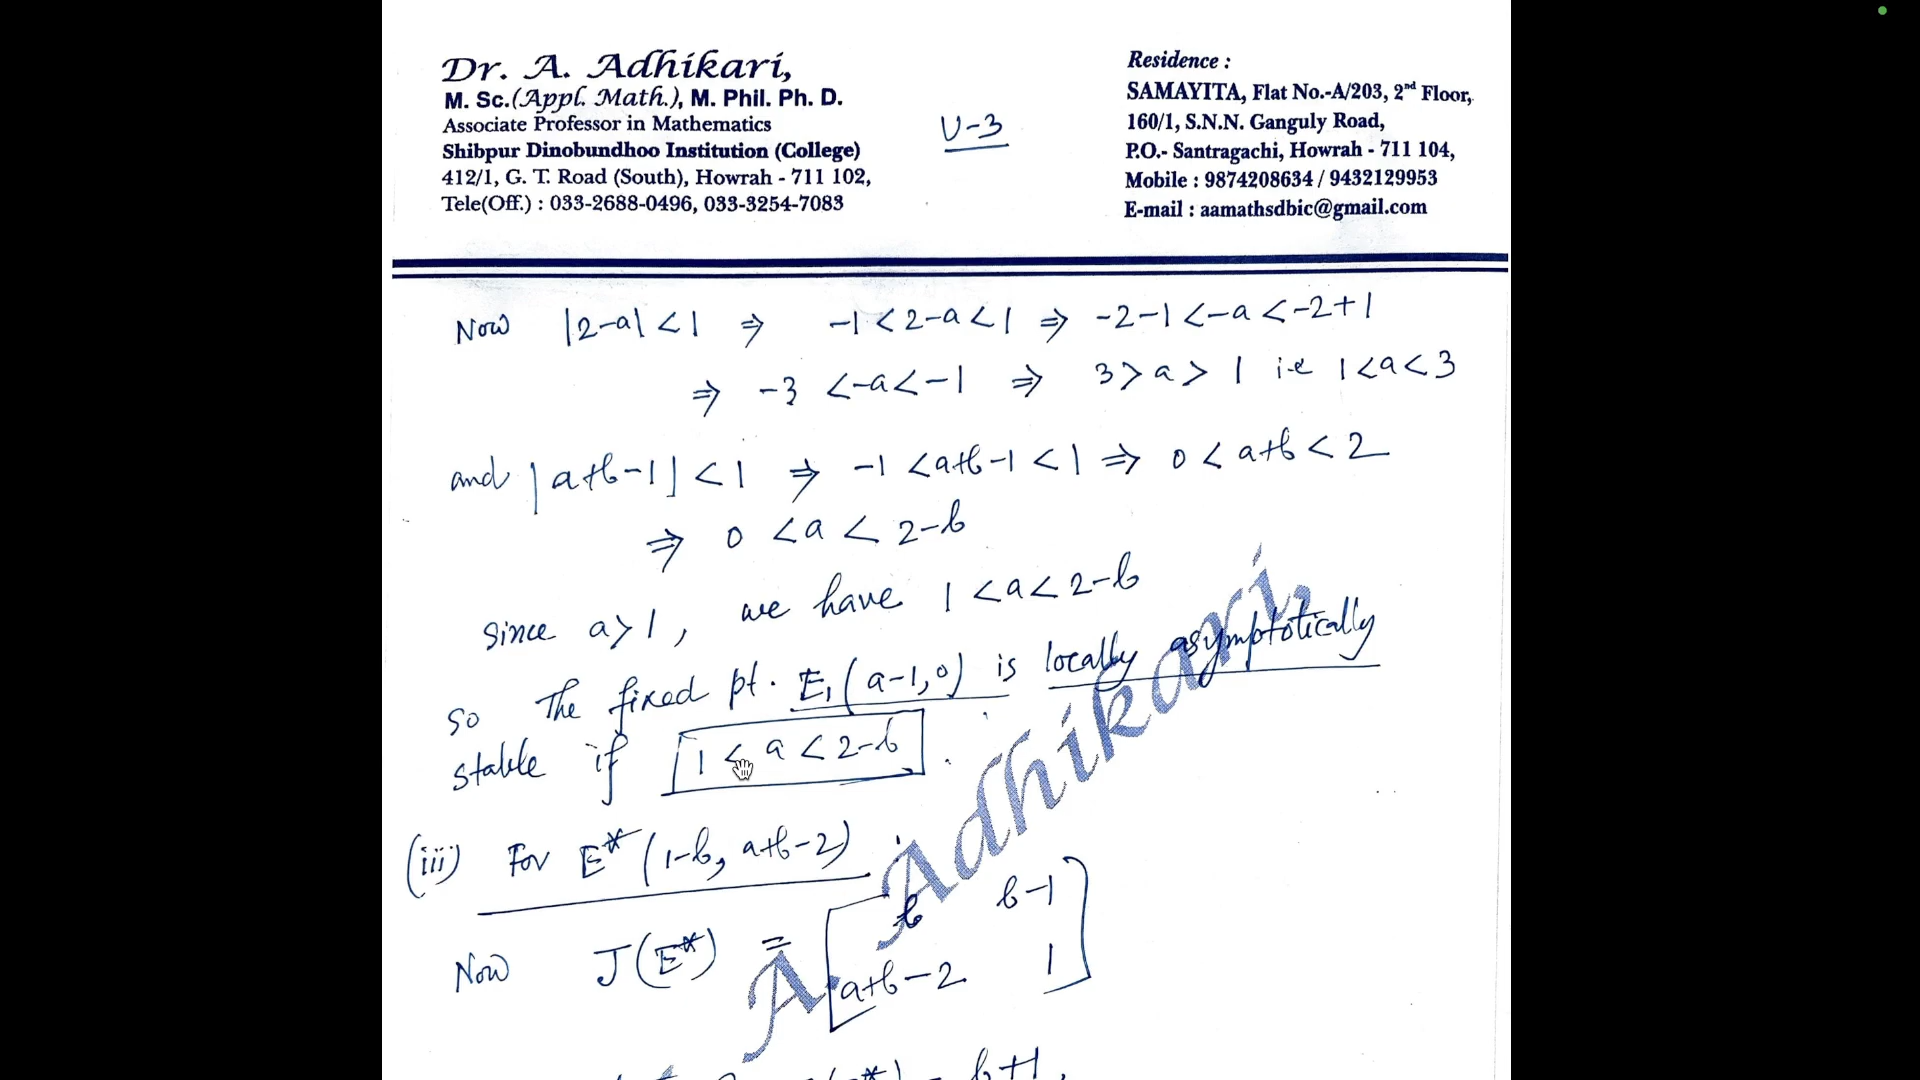 Dr. A. Adhikari,
M. Sc.(Appl. Math.), M. Phil. Ph. D.
Associate Professor in Mathematics
Shibpur Dinobundhoo Institution (College)
412/1, G. T. Road (South), Howrah - 711 102,
Tele(Off.) : 033-2688-0496, 033-3254-7083
U-3
Residence :
SAMAYITA, Flat No.-A/203, 2nd Floor,
160/1, S.N.N. Ganguly Road,
P.O.- Santragachi, Howrah - 711 104,
Mobile : 9874208634 / 9432129953
E-mail : aamathsdbic@gmail.com
Now |2-a| < 1 ⇒ -1 < 2-a < 1 ⇒ -2-1 < -a < -2+1
⇒ -3 < -a < -1 ⇒ 3 > a > 1 i.e 1 < a < 3
and |a+b-1| < 1 ⇒ -1 < a+b-1 < 1 ⇒ 0 < a+b < 2
⇒ 0 < a < 2-b
Since a > 1, we have 1 < a < 2-b
So The fixed pt. E₁(a-1,0) is locally asymptotically
stable if 1 < a < 2-b .
(iii) For E*(1-b, a+b-2) :
Now J(E*) = [ b b-1
a+b-2 1 ]
= b+1,
A. Adhikari,